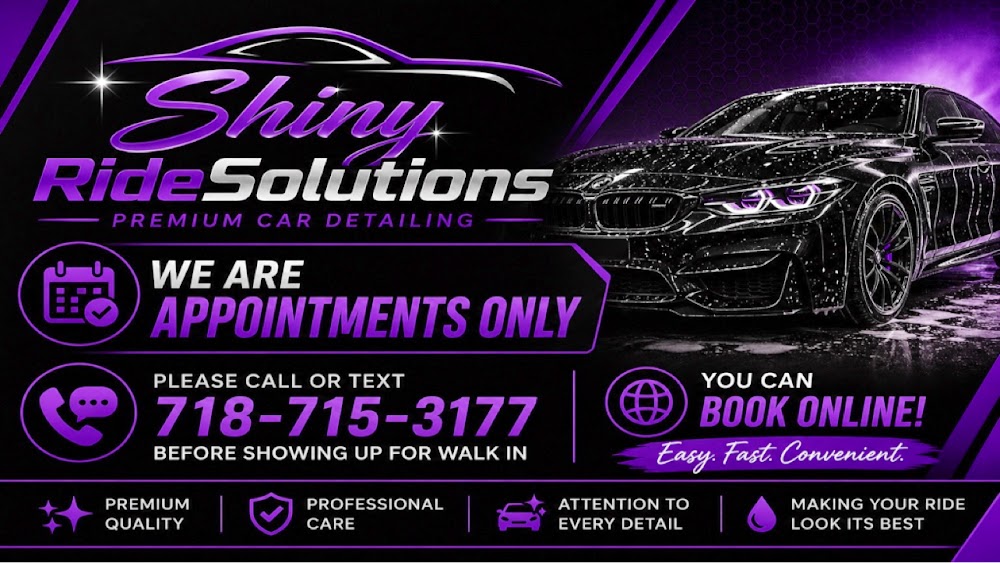 Shiny
RideSolutions
PREMIUM CAR DETAILING
WE ARE
APPOINTMENTS ONLY
PLEASE CALL OR TEXT
718-715-3177
BEFORE SHOWING UP FOR WALK IN
YOU CAN
BOOK ONLINE!
Easy. Fast. Convenient.
PREMIUM
QUALITY
PROFESSIONAL
CARE
ATTENTION TO
EVERY DETAIL
MAKING YOUR RIDE
LOOK ITS BEST